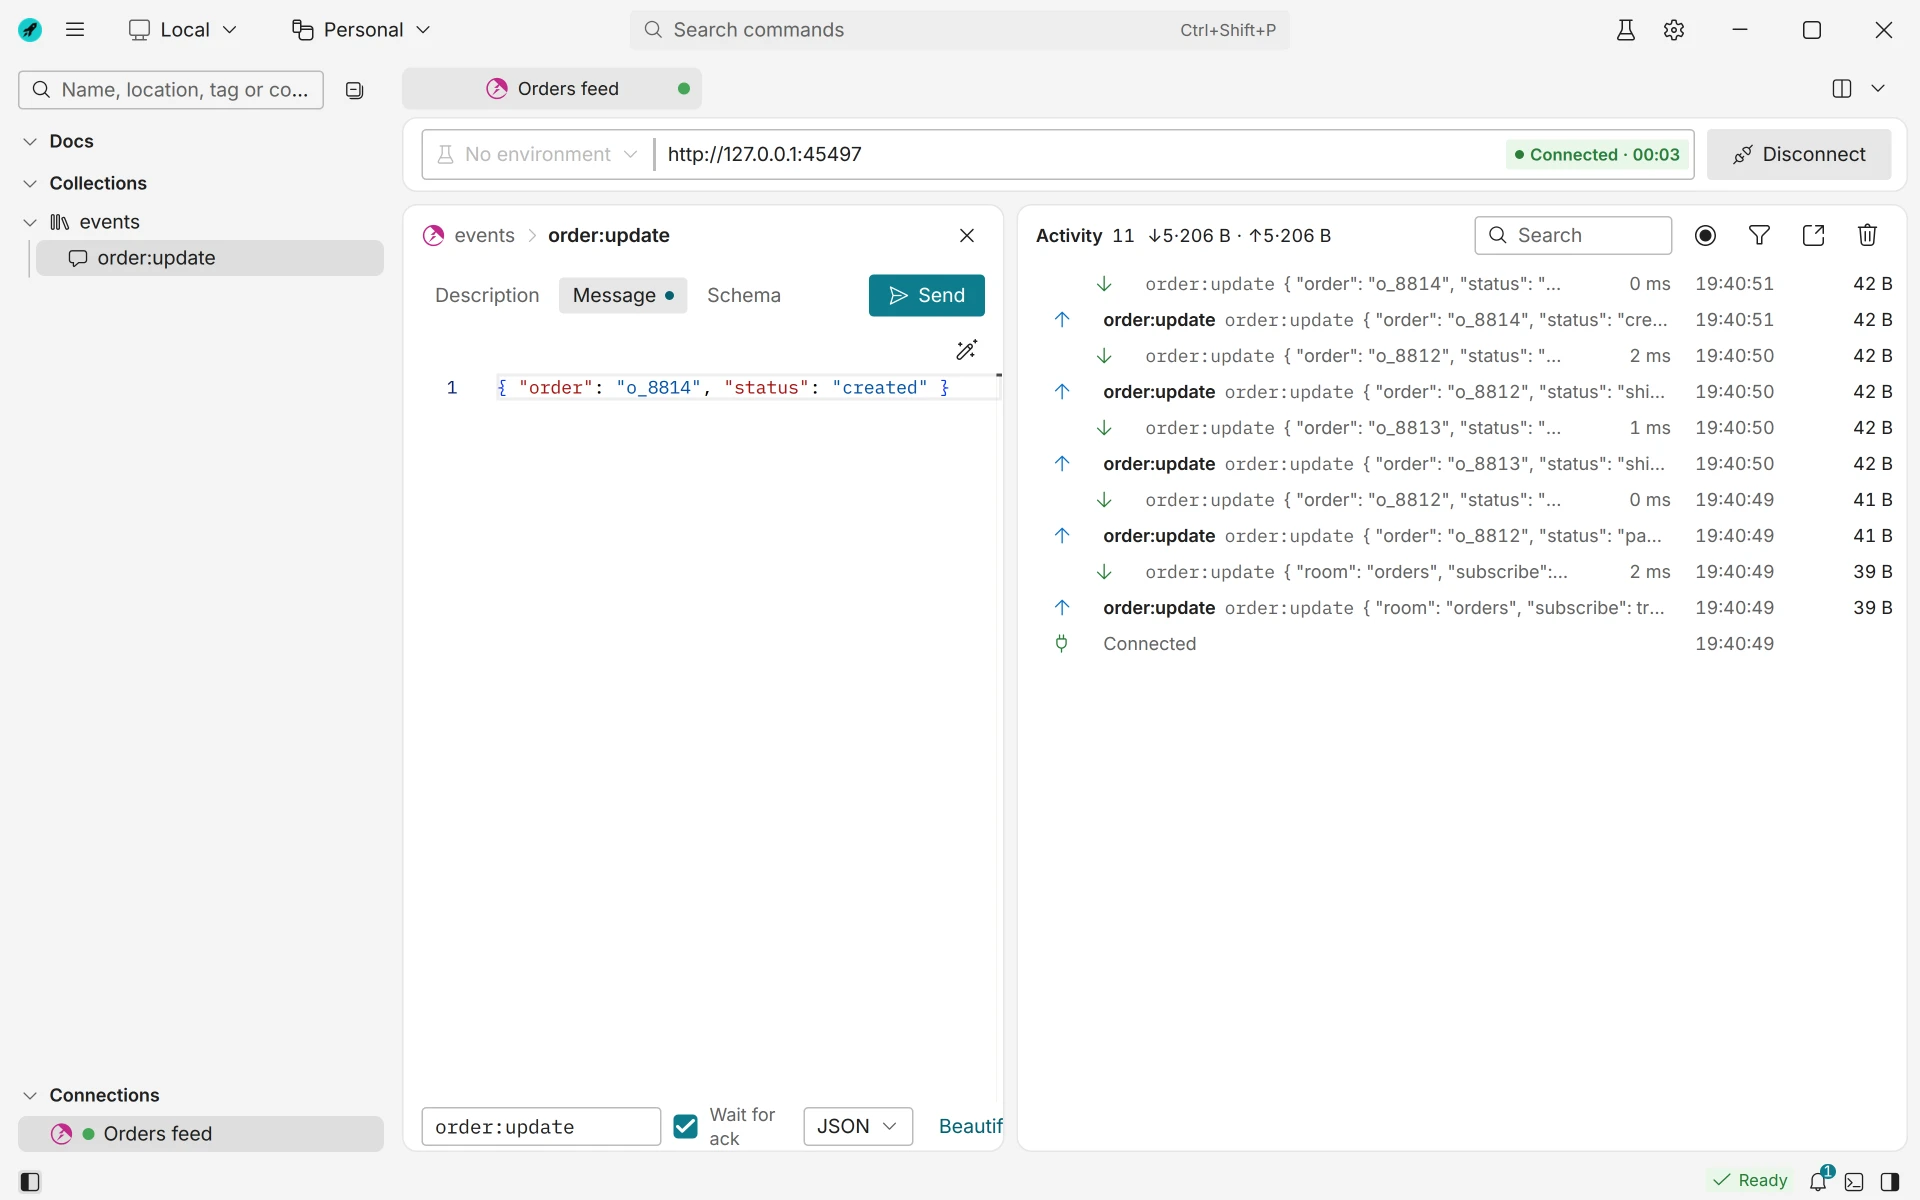 Local
Personal
Search commands
Ctrl+Shift+P
Name, location, tag or co...
Orders feed
Docs
Collections
events
order:update
No environment
http://127.0.0.1:45497
Connected · 00:03
Disconnect
events
order:update
Description
Message
Schema
Send
1
{ "order": "o_8814", "status": "created" }
Activity 11 ↓5·206 B · ↑5·206 B
Search
order:update { "order": "o_8814", "status": "... 0 ms 19:40:51 42 B
order:update order:update { "order": "o_8814", "status": "cre... 19:40:51 42 B
order:update { "order": "o_8812", "status": "... 2 ms 19:40:50 42 B
order:update order:update { "order": "o_8812", "status": "shi... 19:40:50 42 B
order:update { "order": "o_8813", "status": "... 1 ms 19:40:50 42 B
order:update order:update { "order": "o_8813", "status": "shi... 19:40:50 42 B
order:update { "order": "o_8812", "status": "... 0 ms 19:40:49 41 B
order:update order:update { "order": "o_8812", "status": "pa... 19:40:49 41 B
order:update { "room": "orders", "subscribe":... 2 ms 19:40:49 39 B
order:update order:update { "room": "orders", "subscribe": tr... 19:40:49 39 B
Connected 19:40:49
Connections
Orders feed
order:update
Wait for
ack
JSON
Beautif
Ready
1